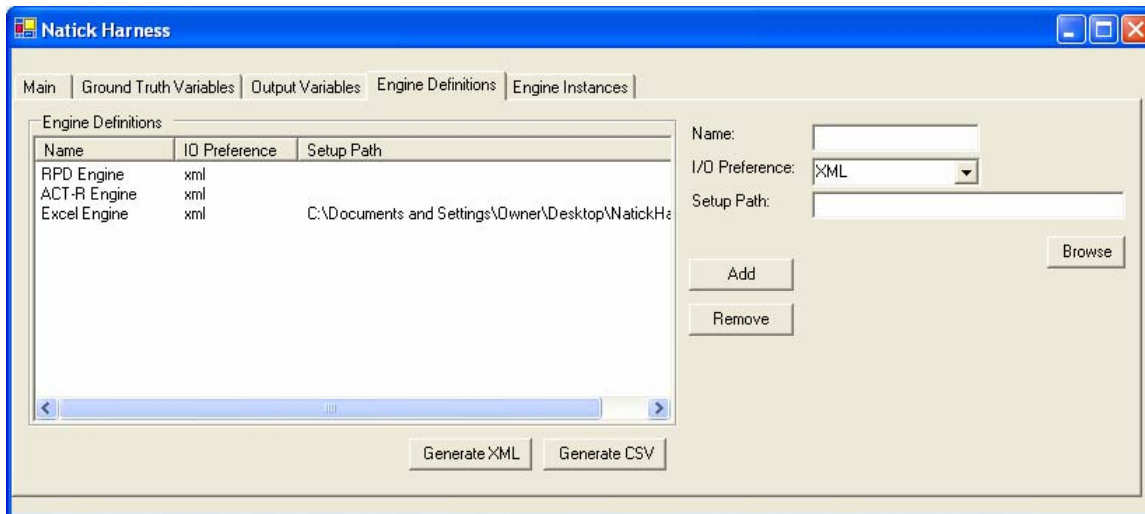 Natick Harness
Main Ground Truth Variables Output Variables Engine Definitions Engine Instances
Engine Definitions
Name IO Preference Setup Path
RPD Engine xml
ACT-R Engine xml
Excel Engine xml C:\Documents and Settings\Owner\Desktop\NatickHa
Name:
I/O Preference: XML
Setup Path:
Browse
Add
Remove
Generate XML Generate CSV